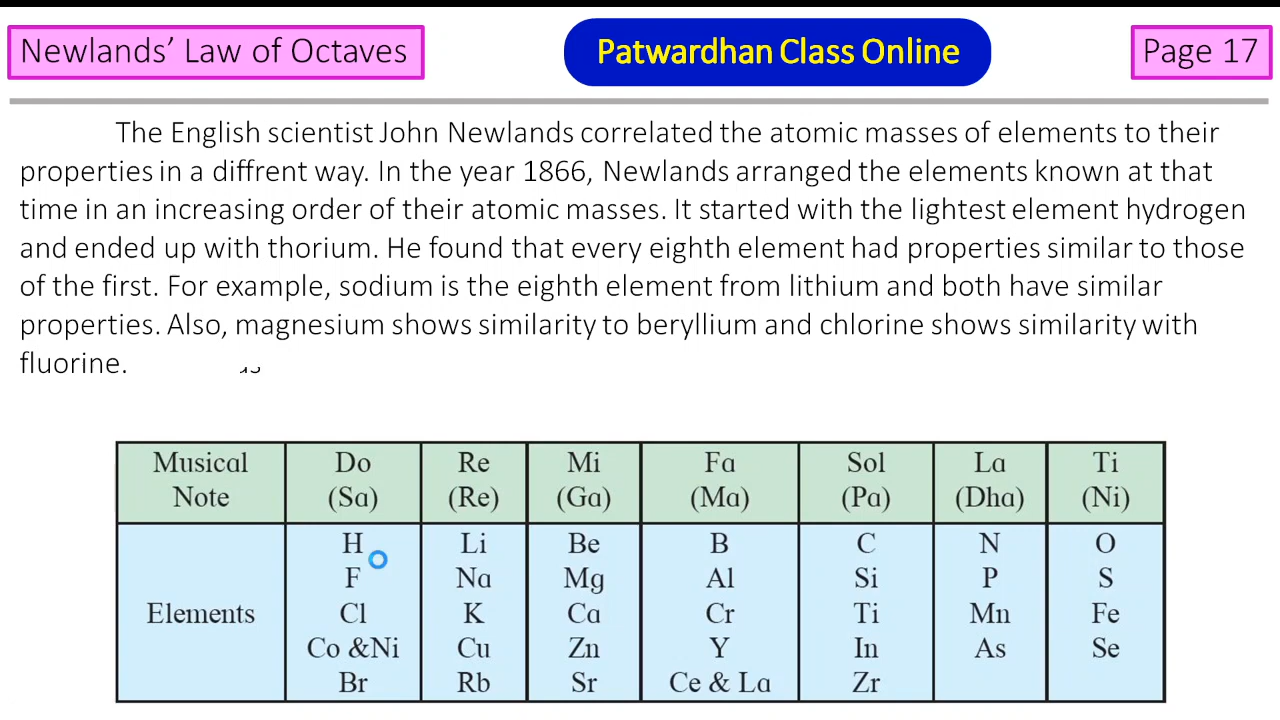 Newlands’ Law of Octaves
Patwardhan Class Online
Page 17
The English scientist John Newlands correlated the atomic masses of elements to their
properties in a diffrent way. In the year 1866, Newlands arranged the elements known at that
time in an increasing order of their atomic masses. It started with the lightest element hydrogen
and ended up with thorium. He found that every eighth element had properties similar to those
of the first. For example, sodium is the eighth element from lithium and both have similar
properties. Also, magnesium shows similarity to beryllium and chlorine shows similarity with
fluorine.
Musical Do Re Mi Fa Sol La Ti
Note (Sa) (Re) (Ga) (Ma) (Pa) (Dha) (Ni)
H Li Be B C N O
F Na Mg Al Si P S
Elements Cl K Ca Cr Ti Mn Fe
Co &Ni Cu Zn Y In As Se
Br Rb Sr Ce & La Zr